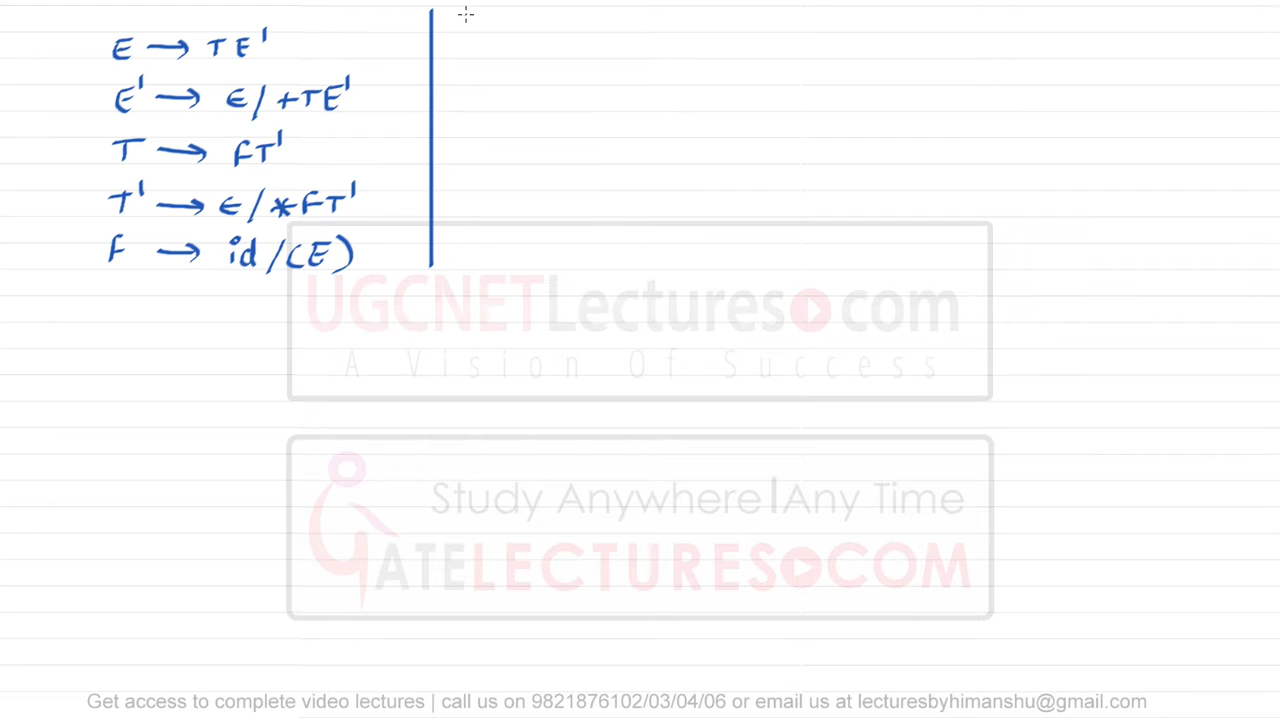 E → TE'
E' → ϵ/+TE'
T → FT'
T' → ϵ/*FT'
F → id/(E)
UGCNETLectures.com
A Vision Of Success
Study Anywhere|Any Time
GATELECTURES.COM
Get access to complete video lectures | call us on 9821876102/03/04/06 or email us at lecturesbyhimanshu@gmail.com